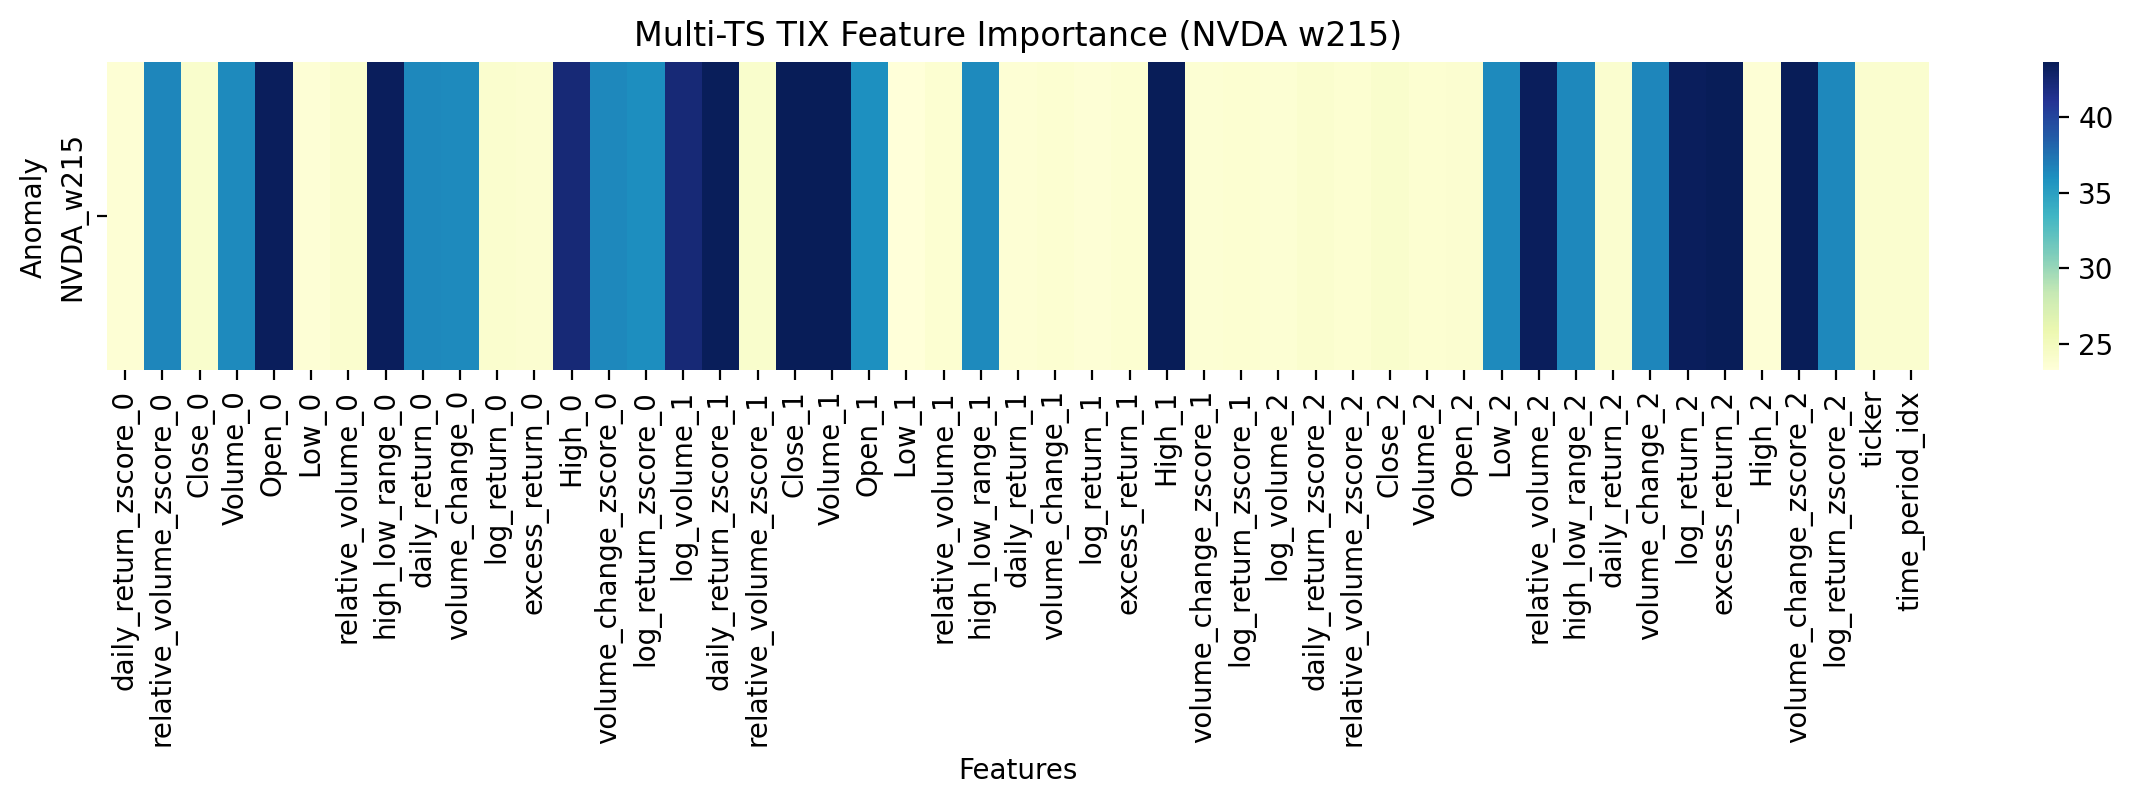 Multi-TS TIX Feature Importance (NVDA w215)
Anomaly
NVDA_w215
40
35
30
25
daily_return_zscore_0
relative_volume_zscore_0
Close_0
Volume_0
Open_0
Low_0
relative_volume_0
high_low_range_0
daily_return_0
volume_change_0
log_return_0
excess_return_0
High_0
volume_change_zscore_0
log_return_zscore_0
log_volume_1
daily_return_zscore_1
relative_volume_zscore_1
Close_1
Volume_1
Open_1
Low_1
relative_volume_1
high_low_range_1
daily_return_1
volume_change_1
log_return_1
excess_return_1
High_1
volume_change_zscore_1
log_return_zscore_1
log_volume_2
daily_return_zscore_2
relative_volume_zscore_2
Close_2
Volume_2
Open_2
Low_2
relative_volume_2
high_low_range_2
daily_return_2
volume_change_2
log_return_2
excess_return_2
High_2
volume_change_zscore_2
log_return_zscore_2
ticker
time_period_idx
Features